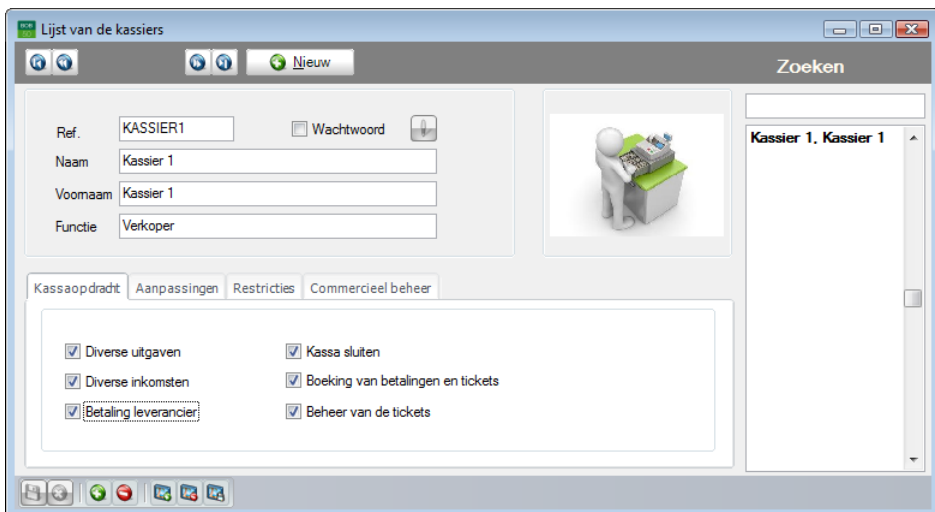 Lijst van de kassiers
Nieuw
Zoeken
Ref. KASSIER1 Wachtwoord
Naam Kassier 1
Voornaam Kassier 1
Functie Verkoper
Kassier 1, Kassier 1
Kassaopdracht Aanpassingen Restricties Commercieel beheer
Diverse uitgaven Kassa sluiten
Diverse inkomsten Boeking van betalingen en tickets
Betaling leverancier Beheer van de tickets